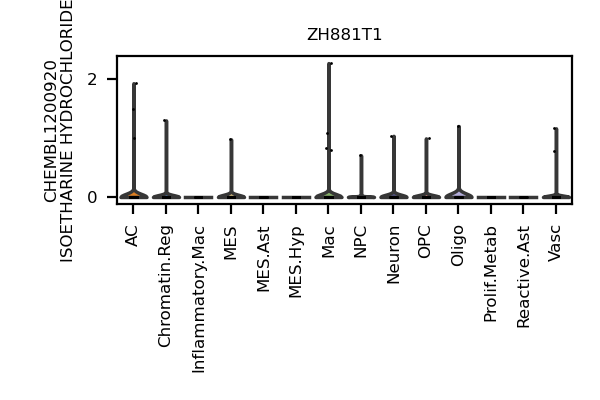 ZH881T1
CHEMBL1200920
ISOETHARINE HYDROCHLORIDE
2
0
AC
Chromatin.Reg
Inflammatory.Mac
MES
MES.Ast
MES.Hyp
Mac
NPC
Neuron
OPC
Oligo
Prolif.Metab
Reactive.Ast
Vasc